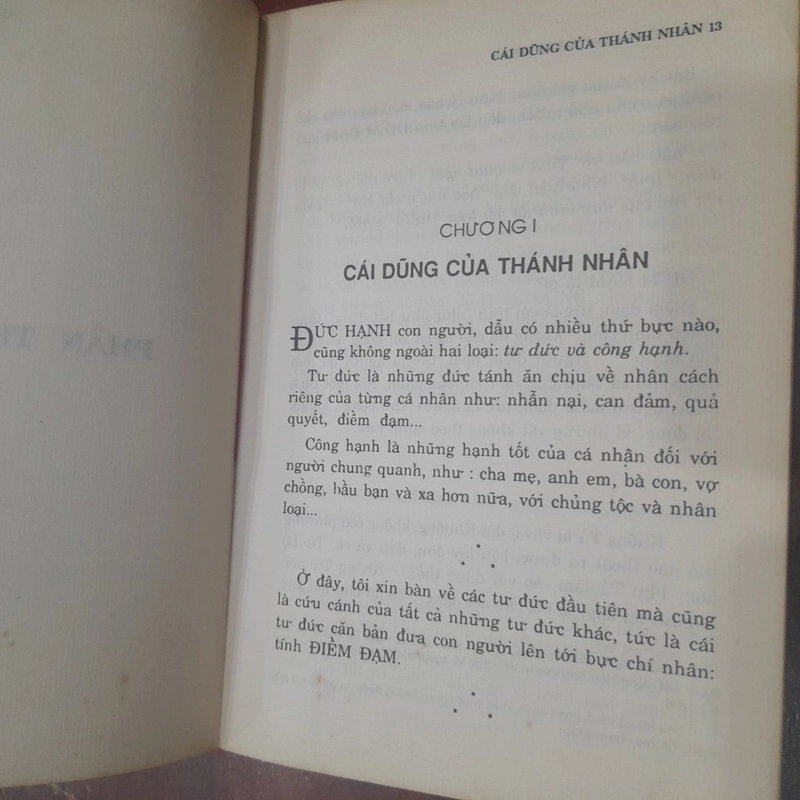 CÁI DŨNG CỦA THÁNH NHÂN 13
CHƯƠNG I
CÁI DŨNG CỦA THÁNH NHÂN
ĐỨC HẠNH con người, dẫu có nhiều thứ bực nào,
cũng không ngoài hai loại: tư đức và công hạnh.
Tư đức là những đức tánh ăn chịu về nhân cách
riêng của từng cá nhân như: nhẫn nại, can đảm, quả
quyết, điềm đạm...
Công hạnh là những hạnh tốt của cá nhận đối với
người chung quanh, như : cha mẹ, anh em, bà con, vợ
chồng, bầu bạn và xa hơn nữa, với chủng tộc và nhân
loại...
Ở đây, tôi xin bàn về các tư đức đầu tiên mà cũng
là cứu cánh của tất cả những tư đức khác, tức là cái
tư đức căn bản đưa con người lên tới bực chí nhân:
tính ĐIỀM ĐẠM.
PHẦN T